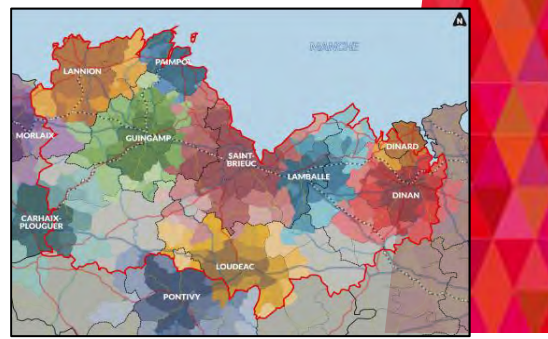 N
MANCHE
PAIMPOL
LANNION
MORLAIX
GUINGAMP
DINARD
SAINT-
BRIEUC
LAMBALLE
DINAN
CARHAIX-
PLOUGUER
LOUDEAC
PONTIVY